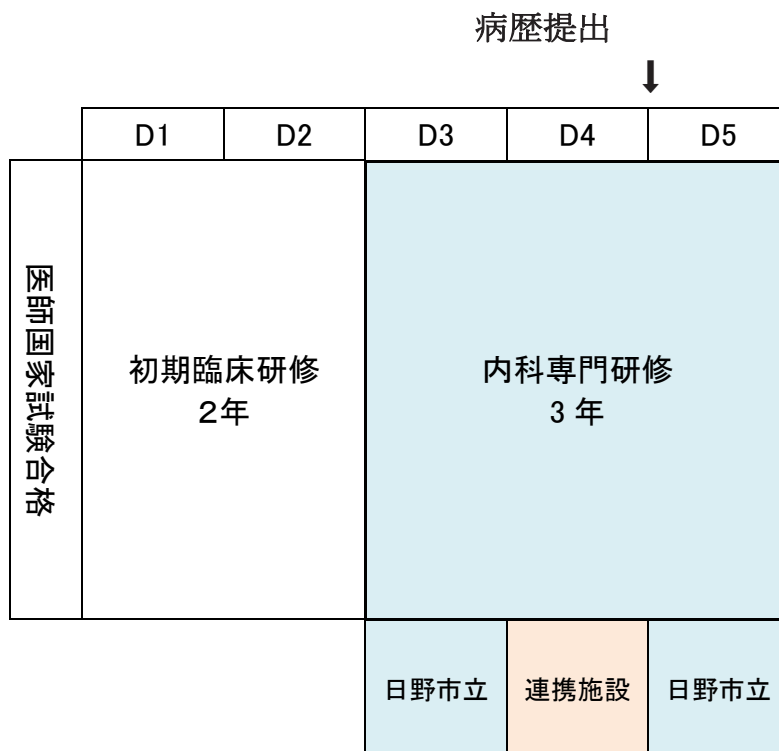 病歴提出
D1 D2 D3 D4 D5
医師国家試験合格
初期臨床研修
２年
内科専門研修
3 年
日野市立 連携施設 日野市立